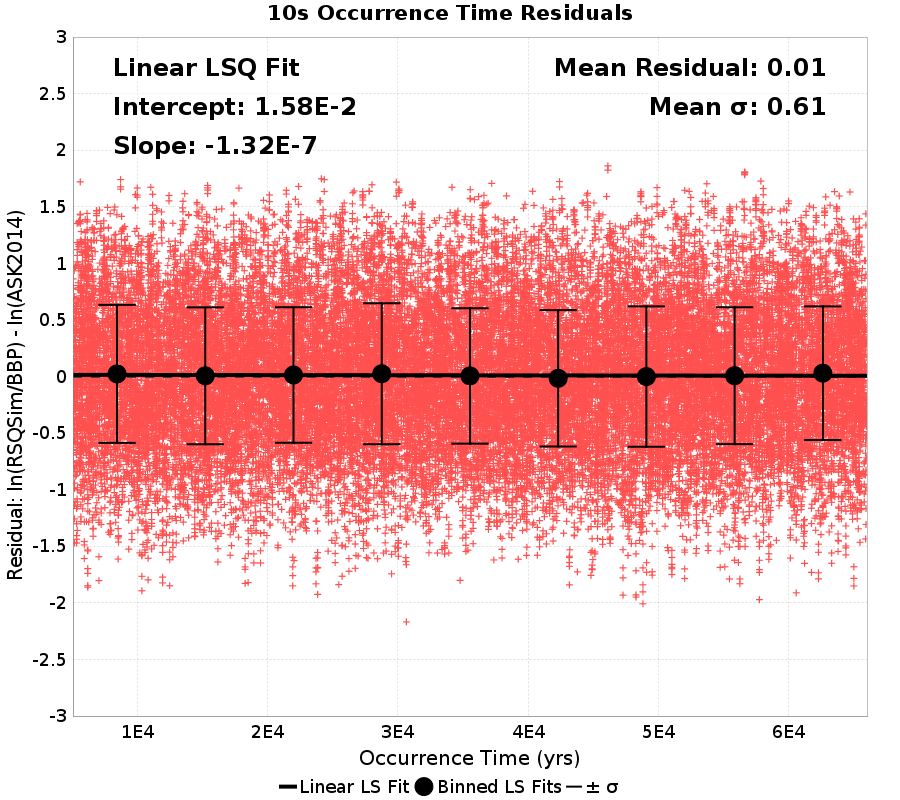 10s Occurrence Time Residuals
Linear LSQ Fit
Intercept: 1.58E-2
Slope: -1.32E-7
Mean Residual: 0.01
Mean σ: 0.61
Residual: ln(RSQSim/BBP) - ln(ASK2014)
3
2.5
2
1.5
1
0.5
0
-0.5
-1
-1.5
-2
-2.5
-3
1E4 2E4 3E4 4E4 5E4 6E4
Occurrence Time (yrs)
Linear LS Fit Binned LS Fits ± σ